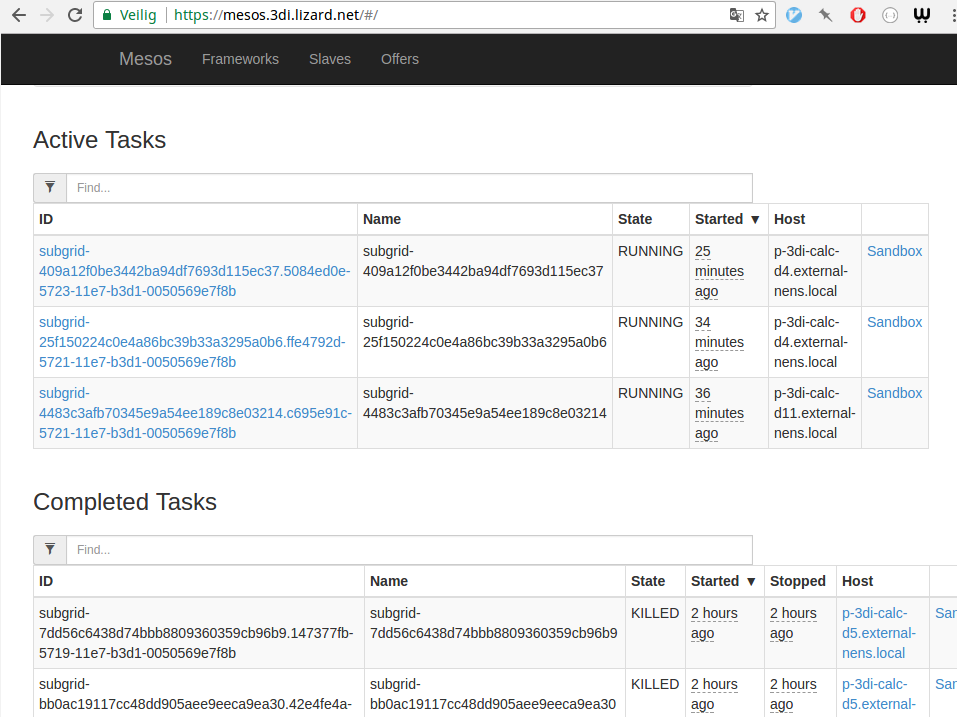 Veilig https://mesos.3di.lizard.net/#/
Mesos Frameworks Slaves Offers
Active Tasks
Find...
ID Name State Started ▼ Host
subgrid-
409a12f0be3442ba94df7693d115ec37.5084ed0e-
5723-11e7-b3d1-0050569e7f8b
subgrid-
409a12f0be3442ba94df7693d115ec37
RUNNING
25
minutes
ago
p-3di-calc-
d4.external-
nens.local
Sandbox
subgrid-
25f150224c0e4a86bc39b33a3295a0b6.ffe4792d-
5721-11e7-b3d1-0050569e7f8b
subgrid-
25f150224c0e4a86bc39b33a3295a0b6
RUNNING
34
minutes
ago
p-3di-calc-
d4.external-
nens.local
Sandbox
subgrid-
4483c3afb70345e9a54ee189c8e03214.c695e91c-
5721-11e7-b3d1-0050569e7f8b
subgrid-
4483c3afb70345e9a54ee189c8e03214
RUNNING
36
minutes
ago
p-3di-calc-
d11.external-
nens.local
Sandbox
Completed Tasks
Find...
ID Name State Started ▼ Stopped Host
subgrid-
7dd56c6438d74bbb8809360359cb96b9.147377fb-
5719-11e7-b3d1-0050569e7f8b
subgrid-
7dd56c6438d74bbb8809360359cb96b9
KILLED
2 hours
ago
2 hours
ago
p-3di-calc-
d5.external-
nens.local
San
subgrid-
bb0ac19117cc48dd905aee9eeca9ea30.42e4fe4a-
subgrid-
bb0ac19117cc48dd905aee9eeca9ea30
KILLED
2 hours
ago
2 hours
ago
p-3di-calc-
d5.external-
San